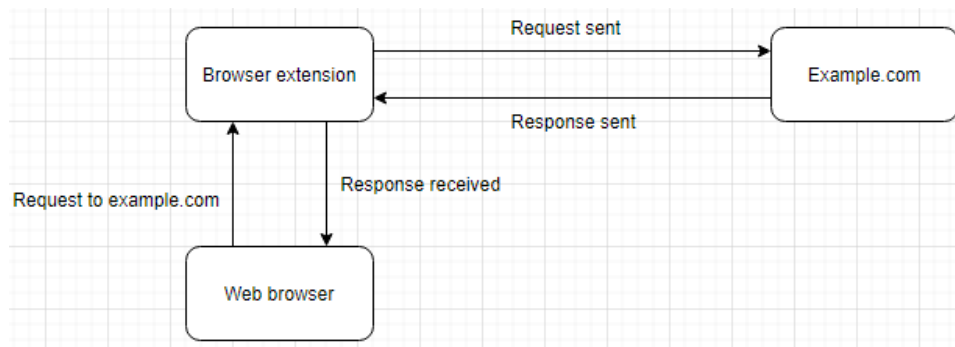 Request sent
Browser extension
Example.com
Response sent
Response received
Request to example.com
Web browser